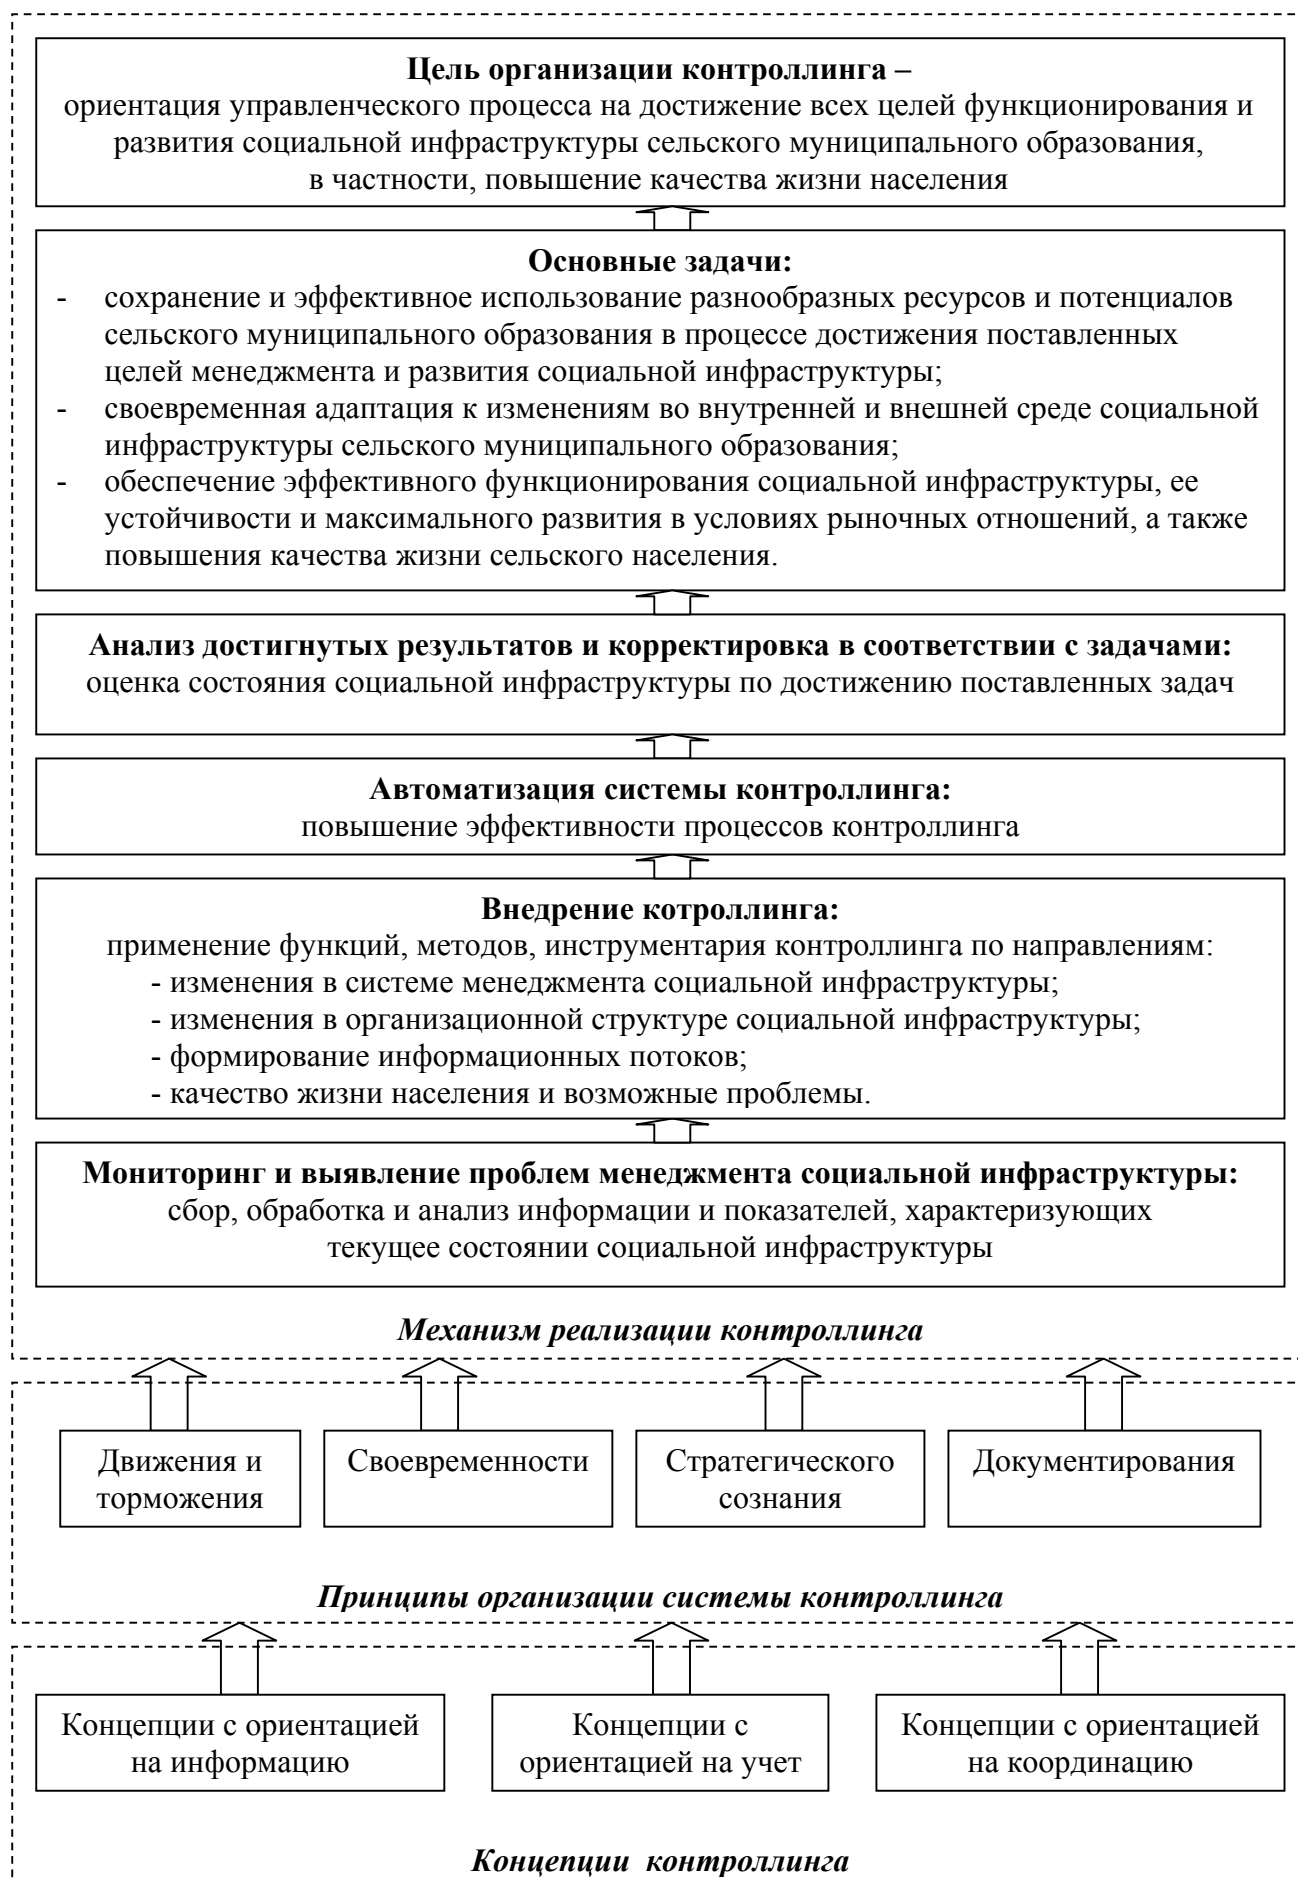 Цель организации контроллинга –
ориентация управленческого процесса на достижение всех целей функционирования и
развития социальной инфраструктуры сельского муниципального образования,
в частности, повышение качества жизни населения
Основные задачи:
- сохранение и эффективное использование разнообразных ресурсов и потенциалов
сельского муниципального образования в процессе достижения поставленных
целей менеджмента и развития социальной инфраструктуры;
- своевременная адаптация к изменениям во внутренней и внешней среде социальной
инфраструктуры сельского муниципального образования;
- обеспечение эффективного функционирования социальной инфраструктуры, ее
устойчивости и максимального развития в условиях рыночных отношений, а также
повышения качества жизни сельского населения.
Анализ достигнутых результатов и корректировка в соответствии с задачами:
оценка состояния социальной инфраструктуры по достижению поставленных задач
Автоматизация системы контроллинга:
повышение эффективности процессов контроллинга
Внедрение котроллинга:
применение функций, методов, инструментария контроллинга по направлениям:
- изменения в системе менеджмента социальной инфраструктуры;
- изменения в организационной структуре социальной инфраструктуры;
- формирование информационных потоков;
- качество жизни населения и возможные проблемы.
Мониторинг и выявление проблем менеджмента социальной инфраструктуры:
сбор, обработка и анализ информации и показателей, характеризующих
текущее состоянии социальной инфраструктуры
Механизм реализации контроллинга
Движения и
торможения
Своевременности
Стратегического
сознания
Документирования
Принципы организации системы контроллинга
Концепции с ориентацией
на информацию
Концепции с
ориентацией на учет
Концепции с ориентацией
на координацию
Концепции контроллинга